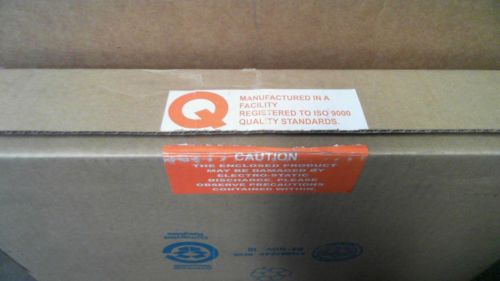 Q
MANUFACTURED IN A
FACILITY
REGISTERED TO ISO 9000
QUALITY STANDARDS.
CAUTION
THE ENCLOSED PRODUCT
MAY BE DAMAGED BY
ELECTRO-STATIC
DISCHARGE. PLEASE
OBSERVE PRECAUTIONS
CONTAINED WITHIN.